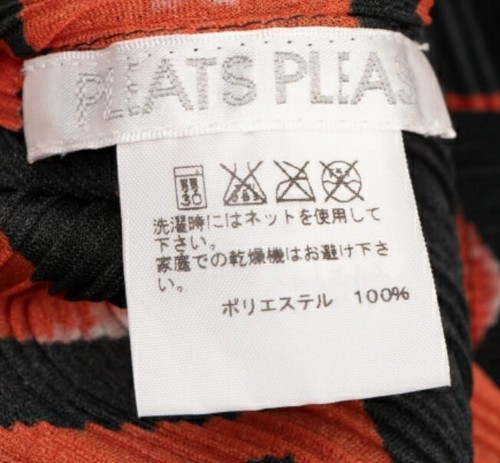 PLEATS PLEAS
30
洗濯時にはネットを使用して
下さい。
家庭での乾燥機はお避け下さ
い。
ポリエステル 100%